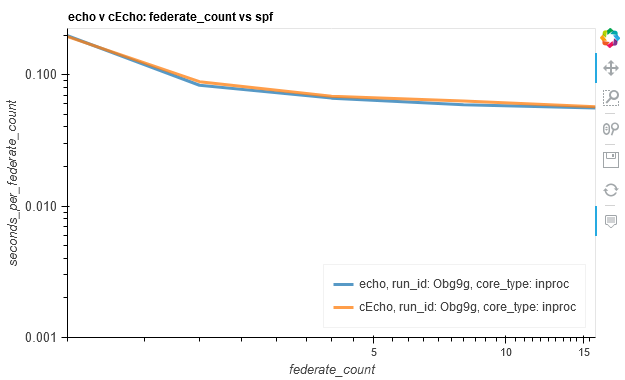 echo v cEcho: federate_count vs spf
seconds_per_federate_count
0.100
0.010
0.001
echo, run_id: Obg9g, core_type: inproc
cEcho, run_id: Obg9g, core_type: inproc
5
10
15
federate_count